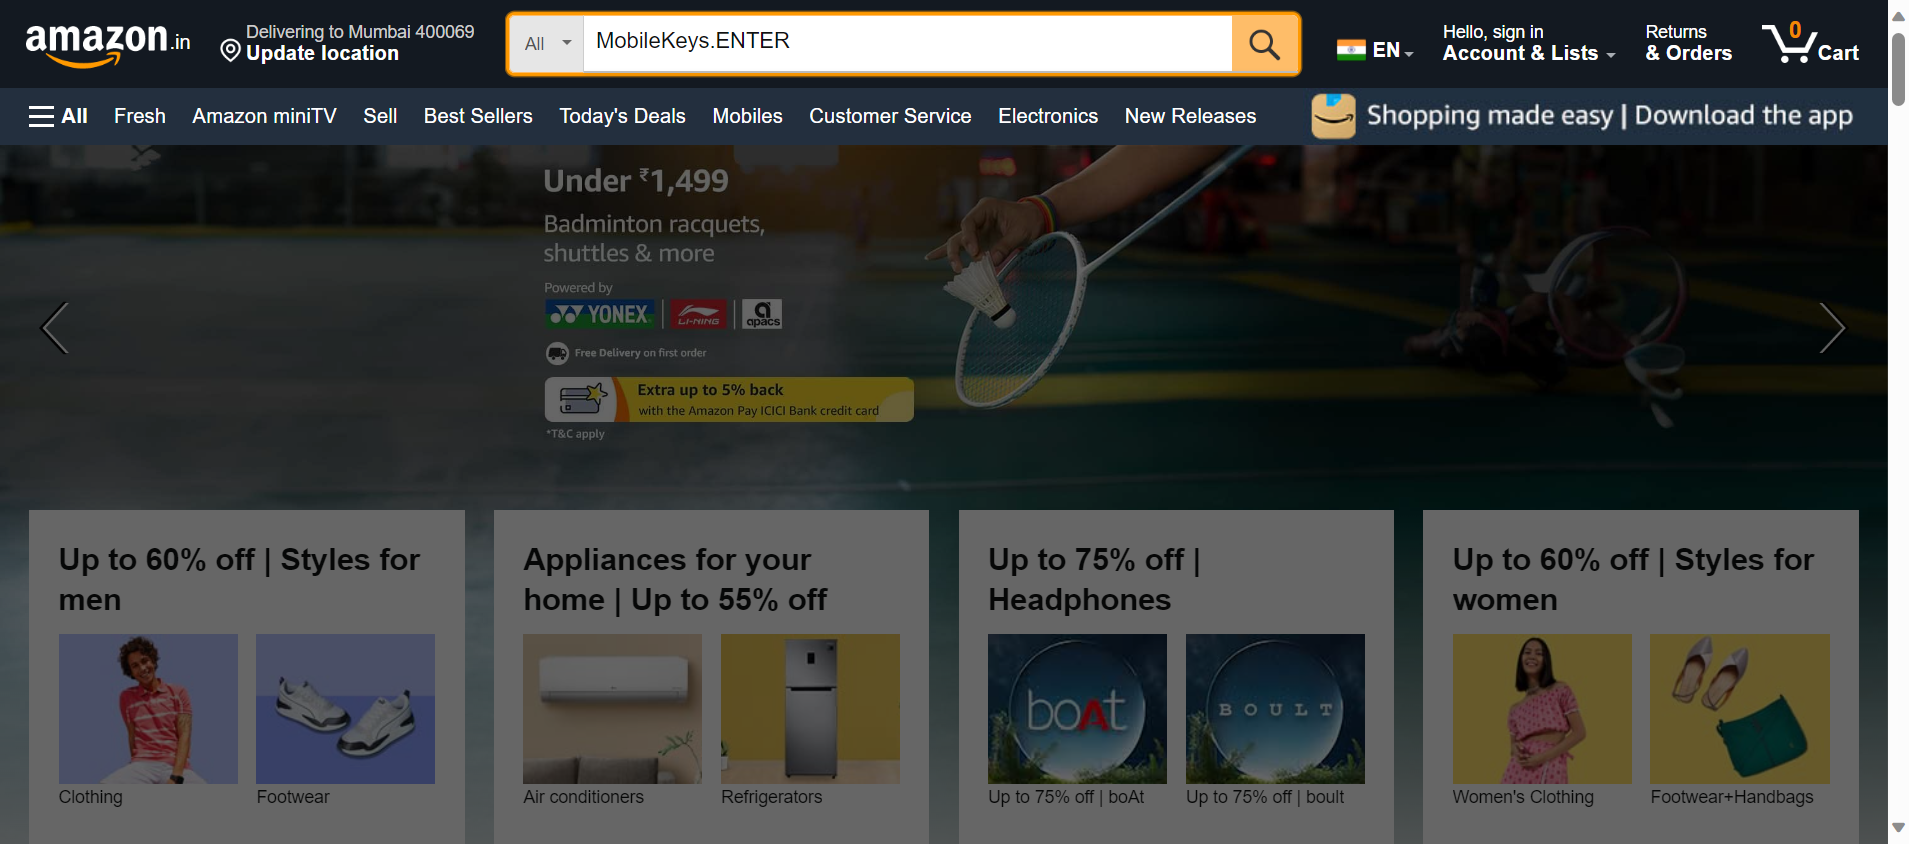 amazon.in
Delivering to Mumbai 400069
Update location
All
MobileKeys.ENTER
EN
Hello, sign in
Account & Lists
Returns
& Orders
0
Cart
All
Fresh
Amazon miniTV
Sell
Best Sellers
Today's Deals
Mobiles
Customer Service
Electronics
New Releases
Shopping made easy | Download the app
Under ₹1,499
Badminton racquets,
shuttles & more
Powered by
YONEX
LI-NING
apacs
Free Delivery on first order
Extra up to 5% back
with the Amazon Pay ICICI Bank credit card
*T&C apply
Up to 60% off | Styles for
men
Clothing
Footwear
Appliances for your
home | Up to 55% off
Air conditioners
Refrigerators
Up to 75% off |
Headphones
boAt
BOULT
Up to 75% off | boAt
Up to 75% off | boult
Up to 60% off | Styles for
women
Women's Clothing
Footwear+Handbags